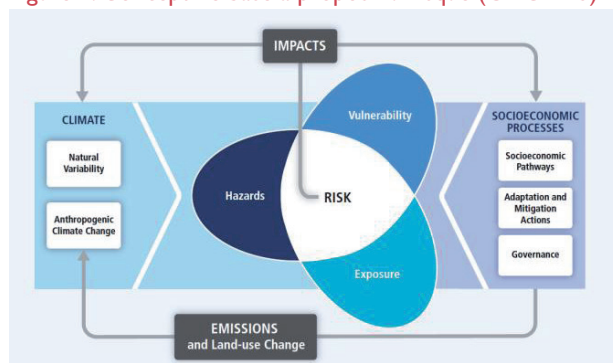 IMPACTS
CLIMATE
Natural
Variability
Anthropogenic
Climate Change
Vulnerability
Hazards
RISK
Exposure
SOCIOECONOMIC
PROCESSES
Socioeconomic
Pathways
Adaptation and
Mitigation
Actions
Governance
EMISSIONS
and Land-use Change